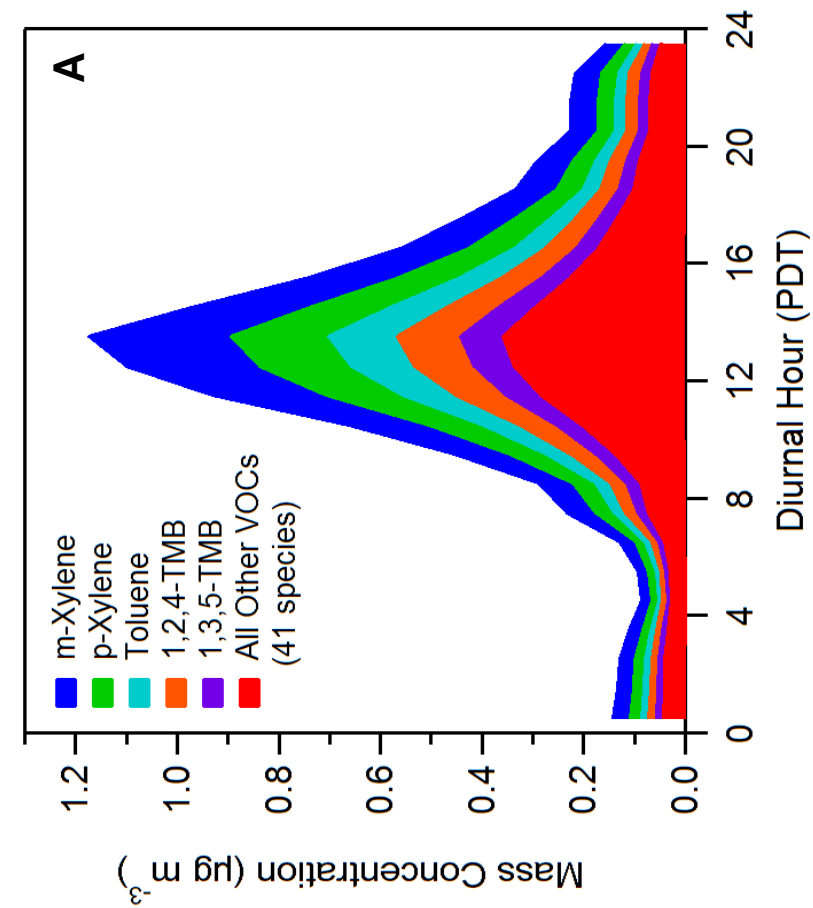 A
m-Xylene
p-Xylene
Toluene
1,2,4-TMB
1,3,5-TMB
All Other VOCs
(41 species)
Mass Concentration (µg m⁻³)
1.2
1.0
0.8
0.6
0.4
0.2
0.0
0
4
8
12
16
20
24
Diurnal Hour (PDT)